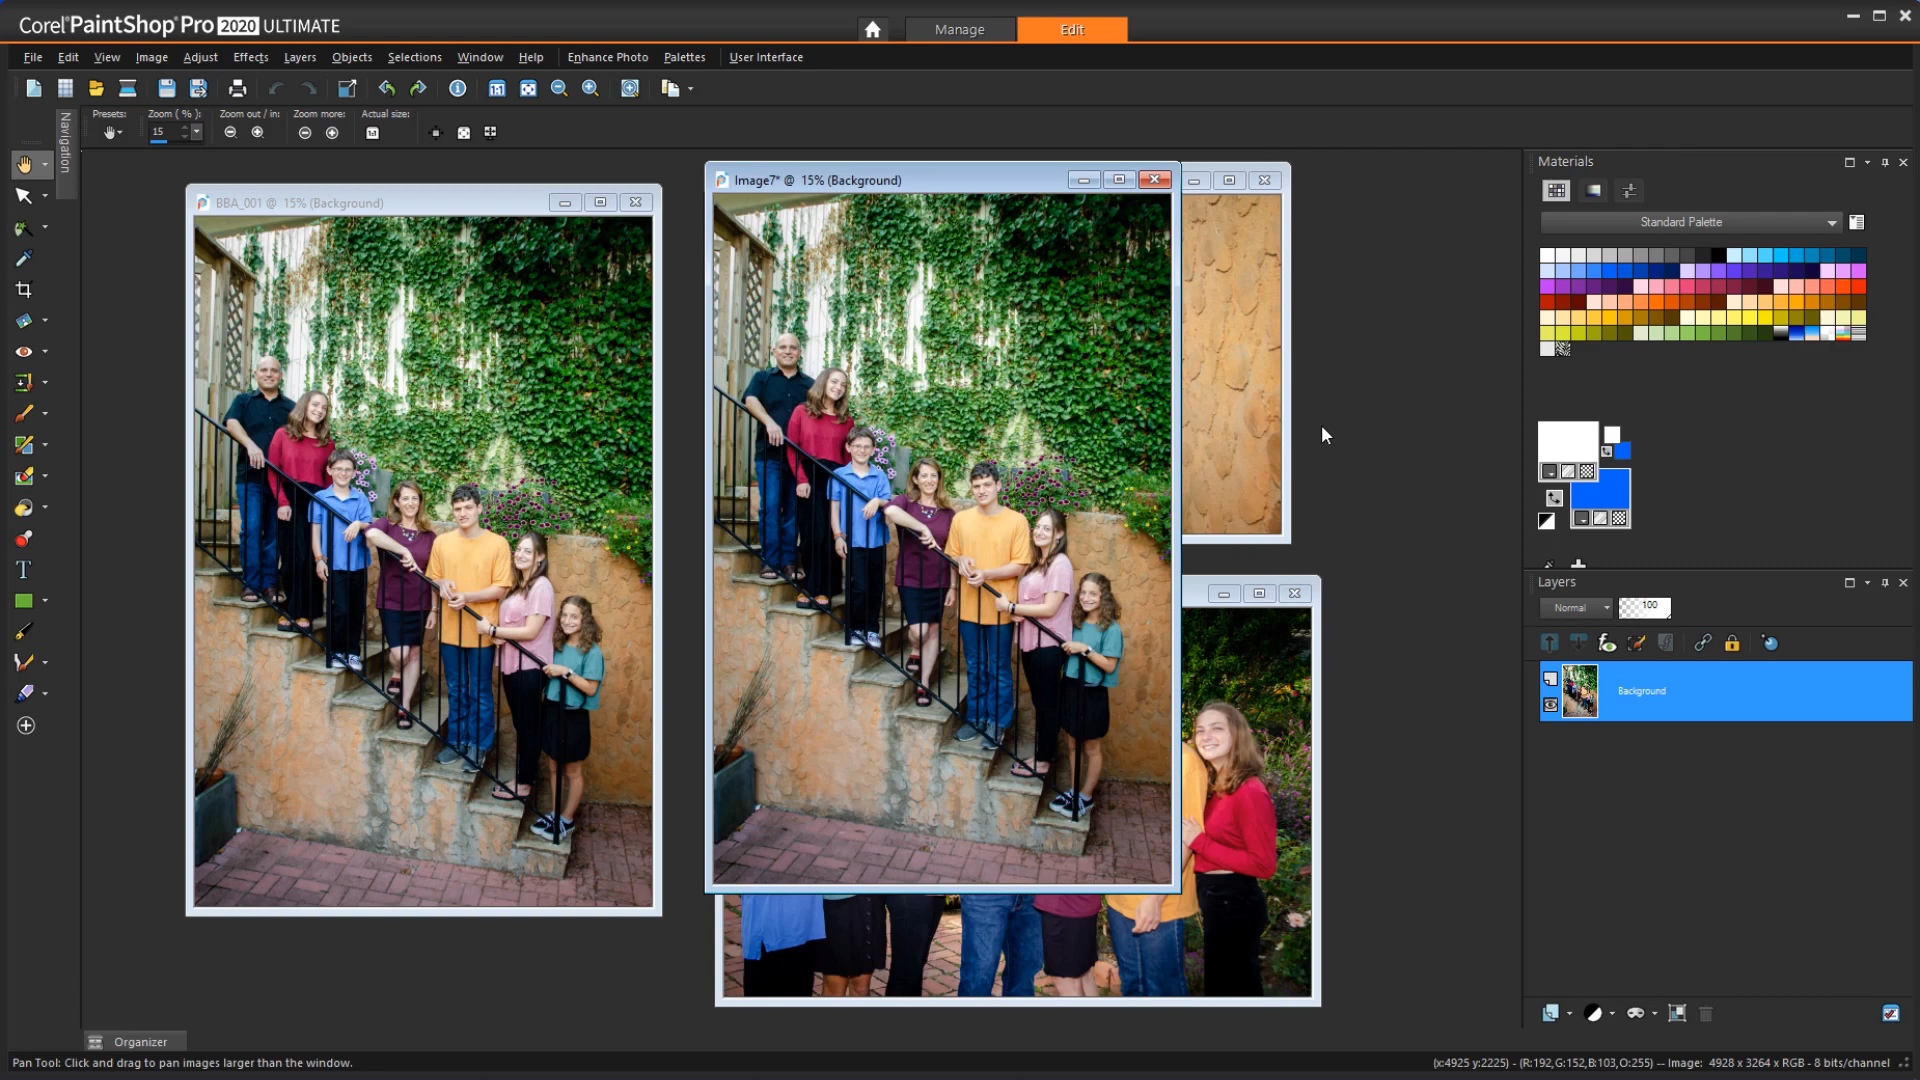 Corel PaintShop Pro 2020 ULTIMATE
Manage
Edit
File Edit View Image Adjust Effects Layers Objects Selections Window Help Enhance Photo Palettes User Interface
Presets: Zoom ( % ): Zoom out / in: Zoom more: Actual size:
15
Navigation
BBA_001 @ 15% (Background)
Image7* @ 15% (Background)
Materials
Standard Palette
Layers
Normal
100
Background
T
Organizer
Pan Tool: Click and drag to pan images larger than the window.
(x:4925 y:2225) - (R:192,G:152,B:103,O:255) -- Image: 4928 x 3264 x RGB - 8 bits/channel